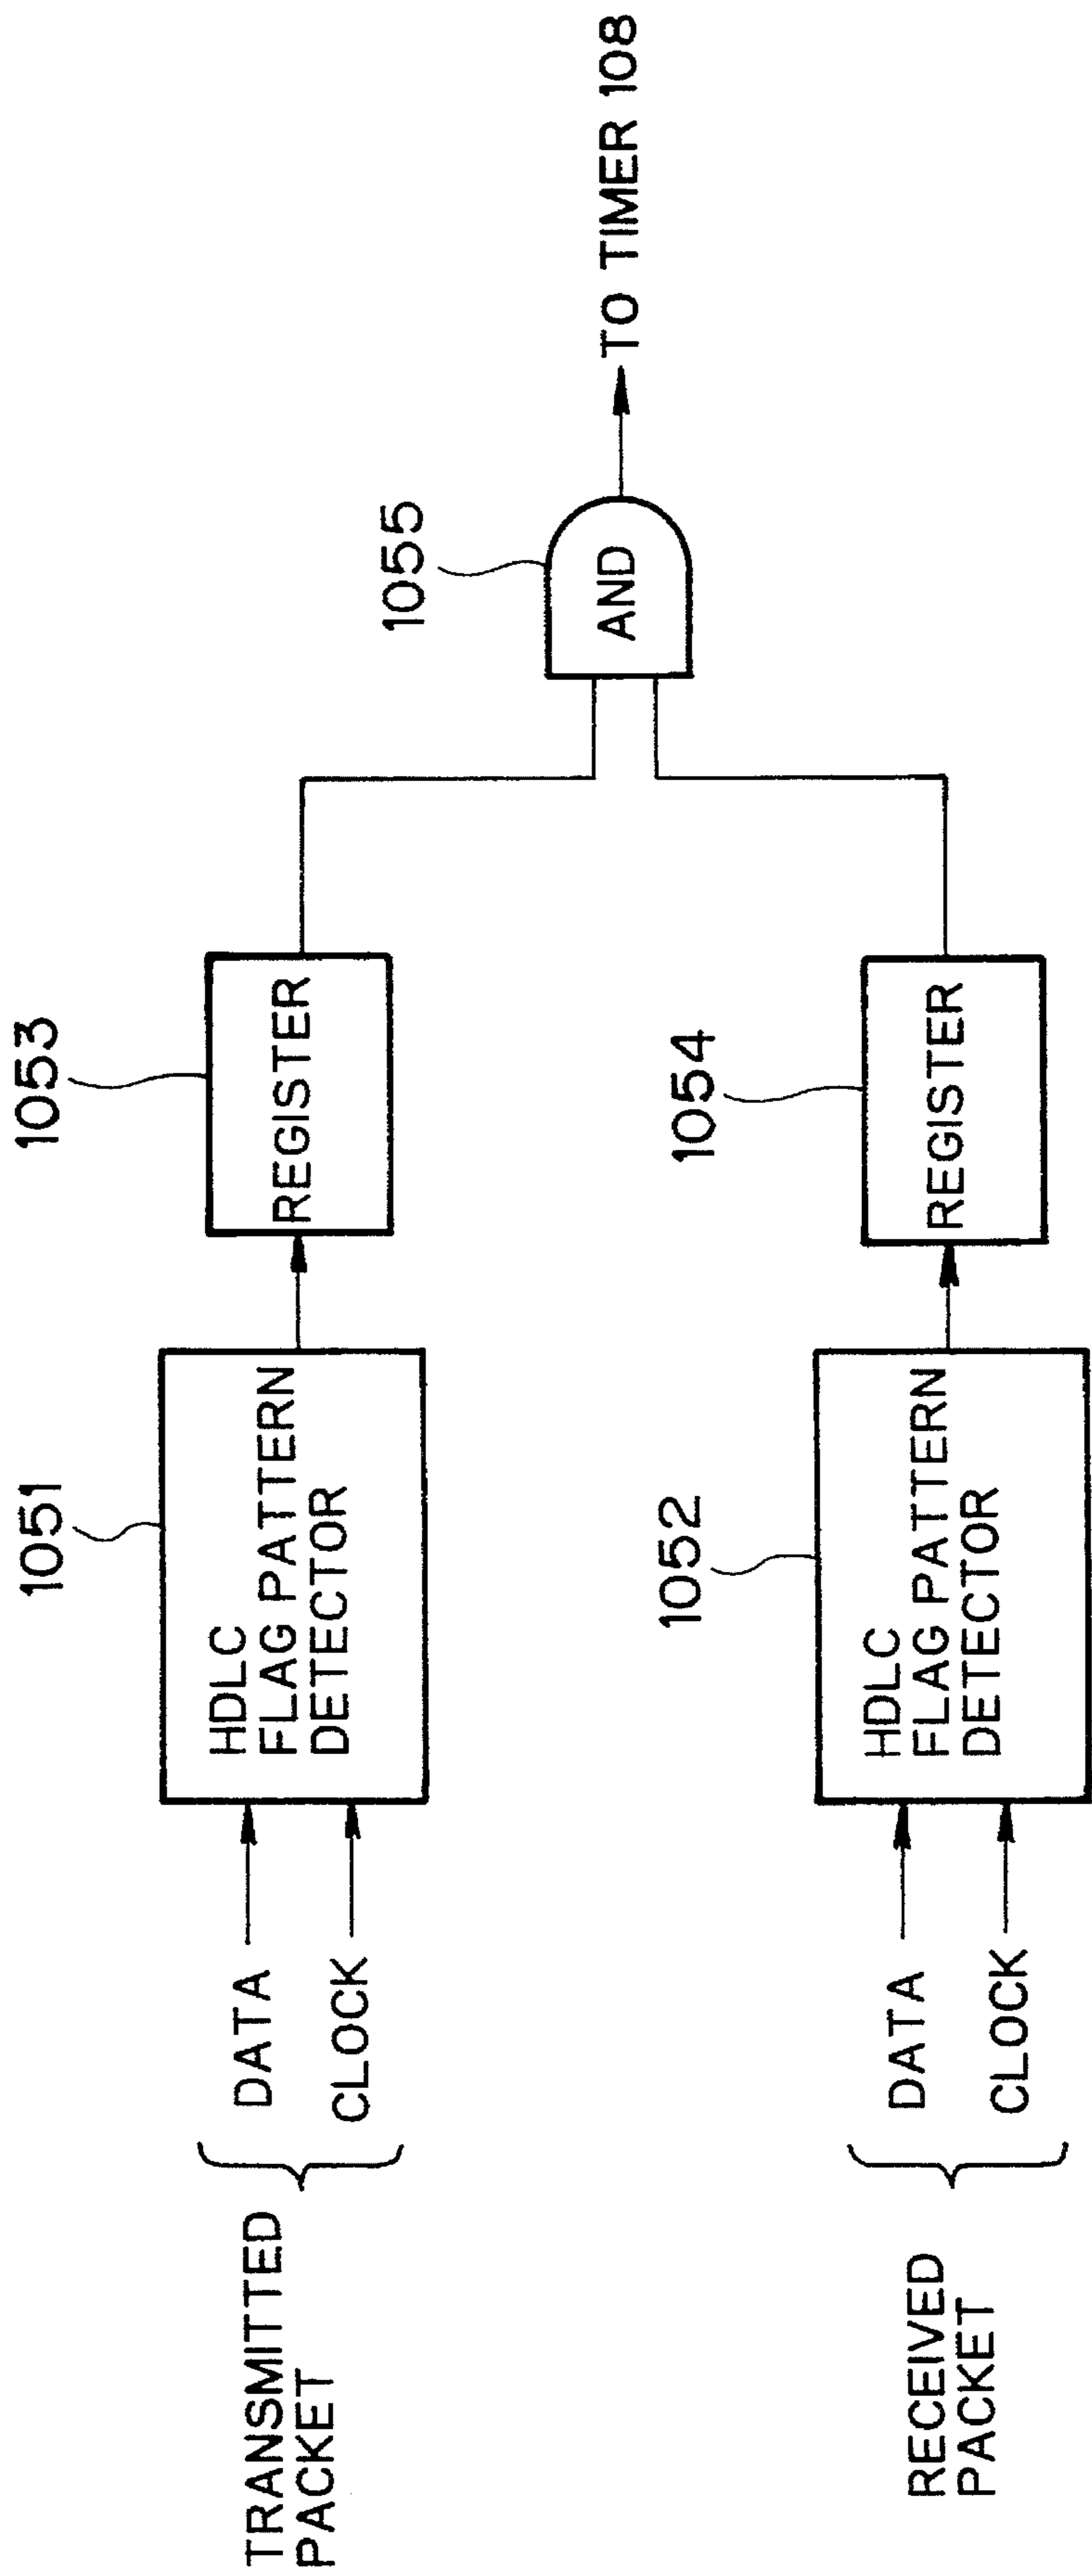 TRANSMITTED
PACKET
DATA
CLOCK
1051
HDLC
FLAG PATTERN
DETECTOR
1053
REGISTER
1055
AND
TO TIMER 108
RECEIVED
PACKET
DATA
CLOCK
1052
HDLC
FLAG PATTERN
DETECTOR
1054
REGISTER